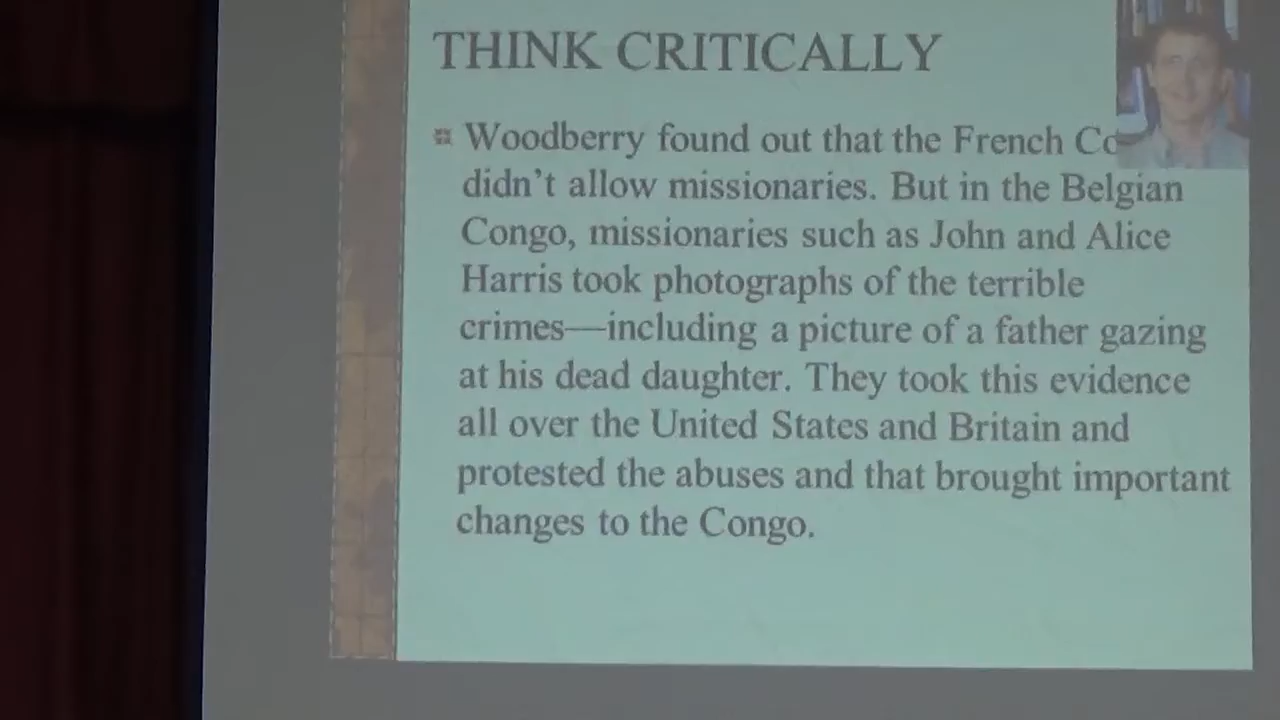 THINK CRITICALLY
Woodberry found out that the French
didn't allow missionaries. But in the Belgian
Congo, missionaries such as John and Alice
Harris took photographs of the terrible
crimes—including a picture of a father gazing
at his dead daughter. They took this evidence
all over the United States and Britain and
protested the abuses and that brought important
changes to the Congo.